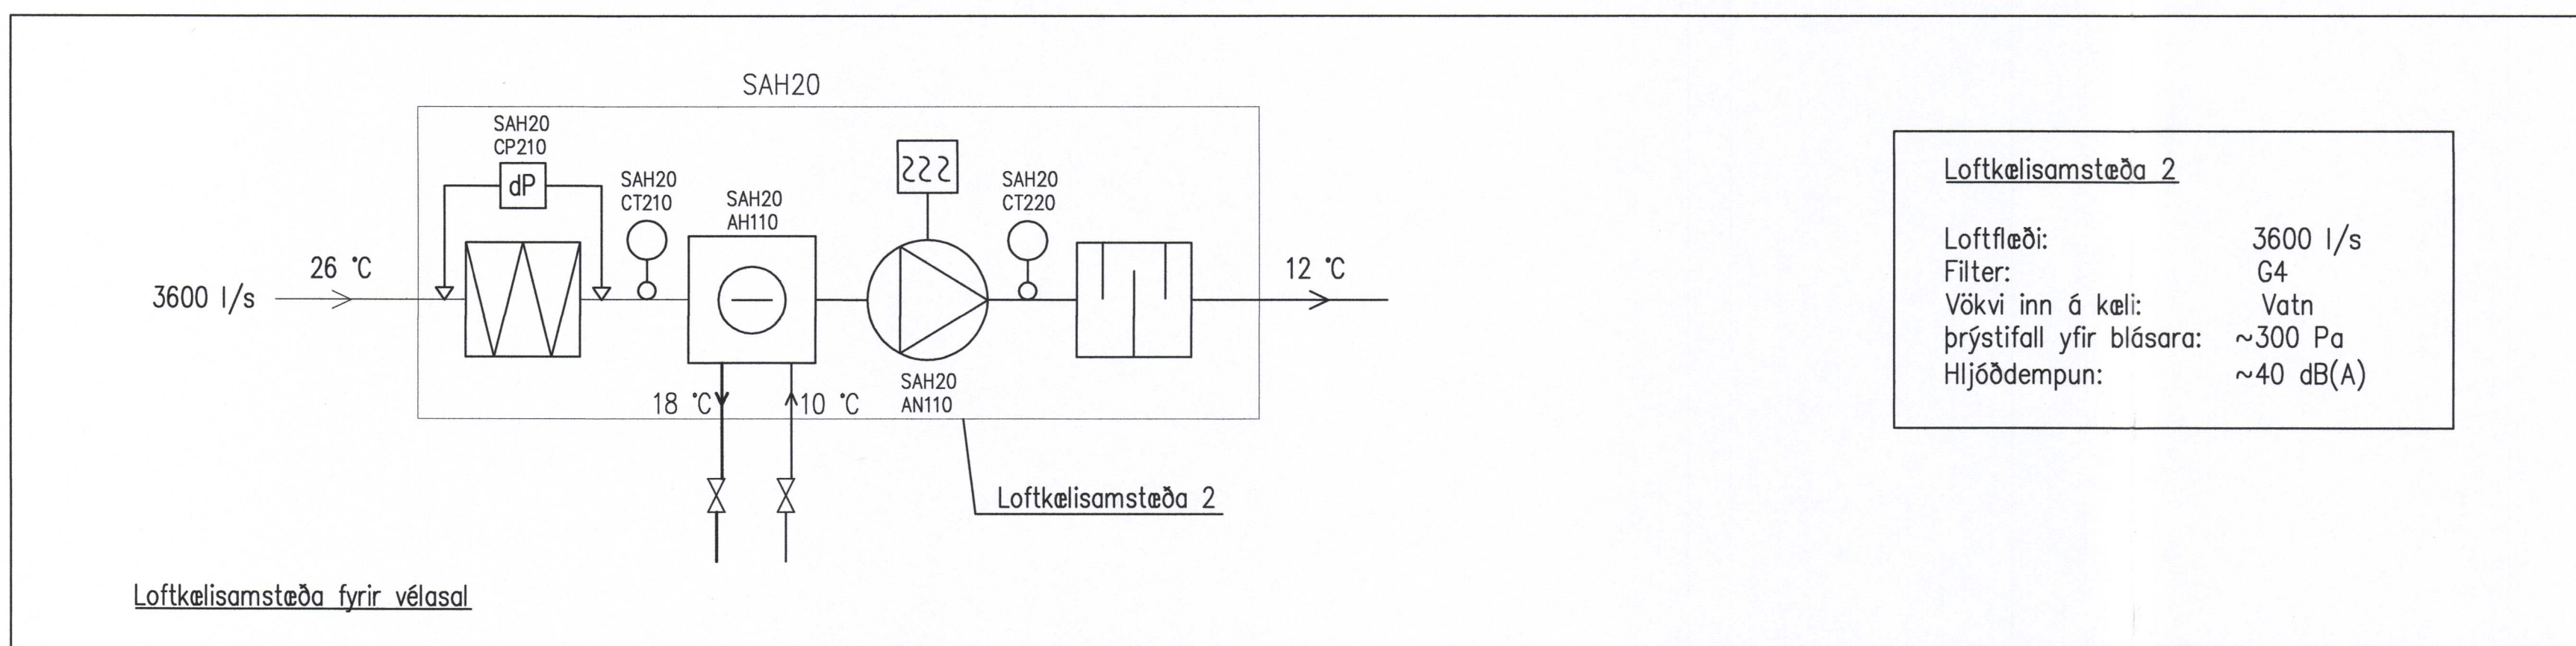 SAH20
SAH20
CP210
dP
SAH20
CT210
SAH20
AH110
SAH20
CT220
26 °C
3600 l/s
12 °C
18 °C
10 °C
SAH20
AN110
Loftkælisamstæða 2
Loftkælisamstæða fyrir vélasal
Loftkælisamstæða 2
Loftflæði: 3600 l/s
Filter: G4
Vökvi inn á kæli: Vatn
þrýstifall yfir blásara: ~300 Pa
Hljóðdempun: ~40 dB(A)